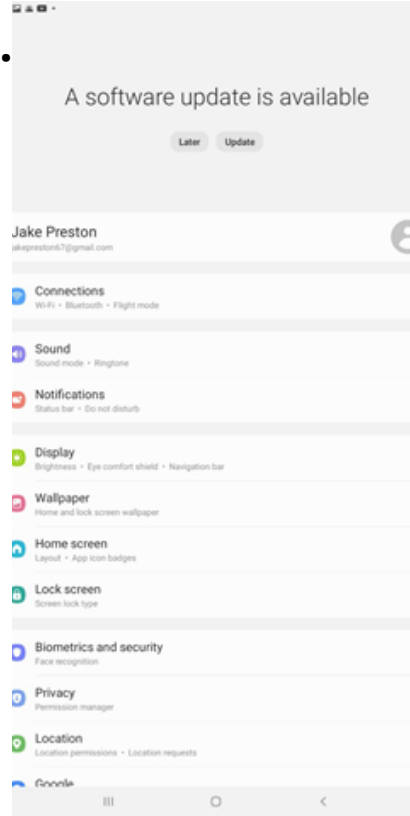 A software update is available
Later Update
Jake Preston
jakepreston67@gmail.com
Connections
Wi-Fi • Bluetooth • Flight mode
Sound
Sound mode • Ringtone
Notifications
Status bar • Do not disturb
Display
Brightness • Eye comfort shield • Navigation bar
Wallpaper
Home and lock screen wallpaper
Home screen
Layout • App icon badges
Lock screen
Screen lock type
Biometrics and security
Face recognition
Privacy
Permission manager
Location
Location permissions • Location requests
Google